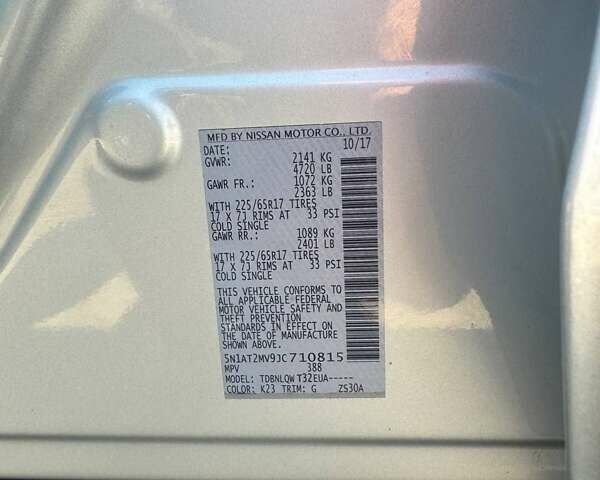 MFD BY NISSAN MOTOR CO., LTD.
DATE: 10/17
GVWR: 2141 KG
4720 LB
GAWR FR.: 1072 KG
2363 LB
WITH 225/65R17 TIRES
17 X 7J RIMS AT 33 PSI
COLD SINGLE
GAWR RR.: 1089 KG
2401 LB
WITH 225/65R17 TIRES
17 X 7J RIMS AT 33 PSI
COLD SINGLE
THIS VEHICLE CONFORMS TO
ALL APPLICABLE FEDERAL
MOTOR VEHICLE SAFETY AND
THEFT PREVENTION
STANDARDS IN EFFECT ON
THE DATE OF MANUFACTURE
SHOWN ABOVE.
5N1AT2MV9JC710815
MPV 388
MODEL: TDBNLQWT32EUA-----
COLOR: K23 TRIM: G ZS30A